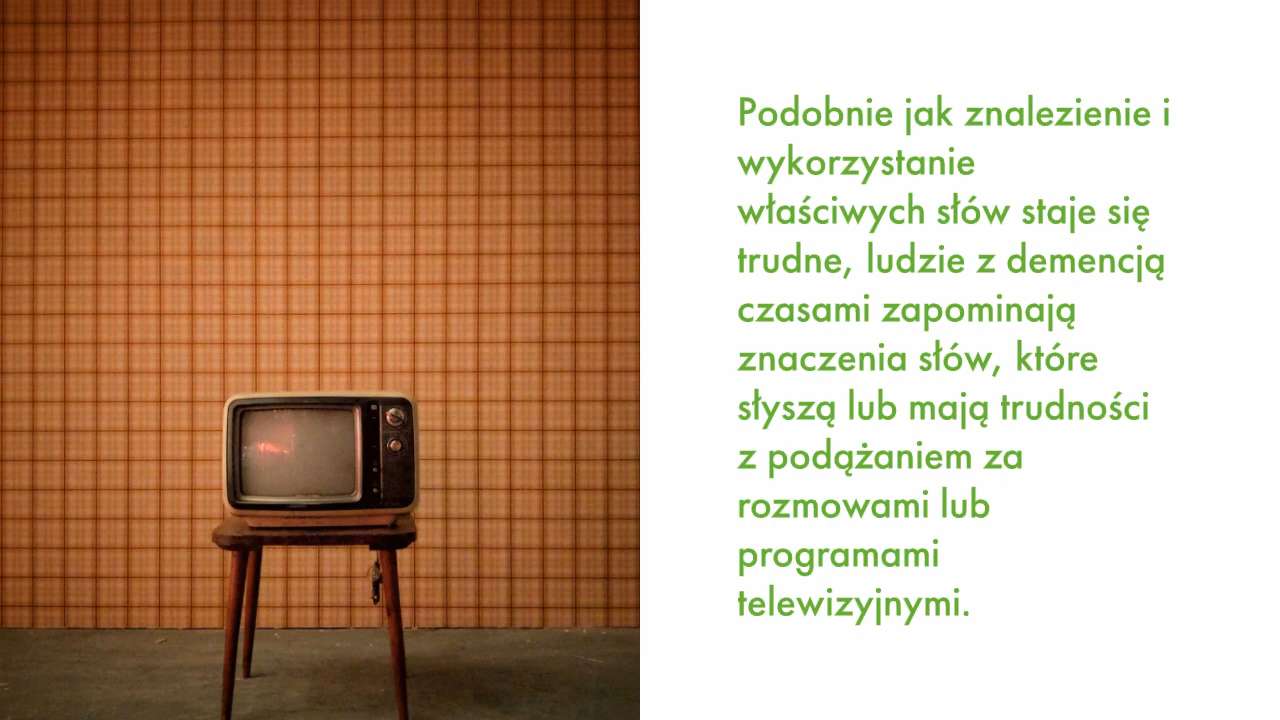 Podobnie jak znalezienie i
wykorzystanie
właściwych słów staje się
trudne, ludzie z demencją
czasami zapominają
znaczenia słów, które
słyszą lub mają trudności
z podążaniem za
rozmowami lub
programami
telewizyjnymi.